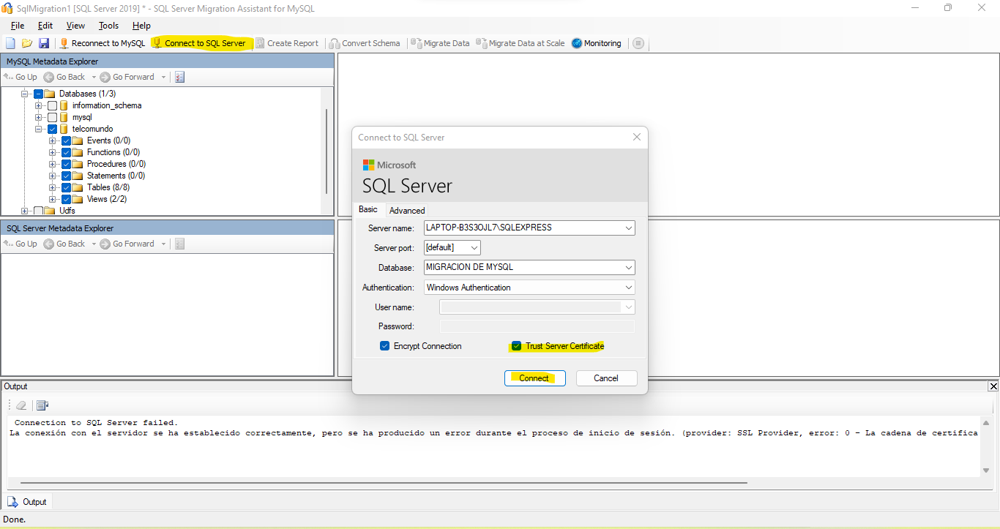 SqlMigration1 [SQL Server 2019] * - SQL Server Migration Assistant for MySQL
File Edit View Tools Help
Reconnect to MySQL Connect to SQL Server Create Report Convert Schema Migrate Data Migrate Data at Scale Monitoring
MySQL Metadata Explorer
Go Up Go Back Go Forward
Databases (1/3)
information_schema
mysql
telcomundo
Events (0/0)
Functions (0/0)
Procedures (0/0)
Statements (0/0)
Tables (8/8)
Views (2/2)
Udfs
SQL Server Metadata Explorer
Go Up Go Back Go Forward
Connect to SQL Server
Microsoft
SQL Server
Basic Advanced
Server name: LAPTOP-B3S3OJL7\SQLEXPRESS
Server port: [default]
Database: MIGRACION DE MYSQL
Authentication: Windows Authentication
User name:
Password:
Encrypt Connection Trust Server Certificate
Connect Cancel
Output
Connection to SQL Server failed.
La conexión con el servidor se ha establecido correctamente, pero se ha producido un error durante el proceso de inicio de sesión. (provider: SSL Provider, error: 0 - La cadena de certifica
Output
Done.